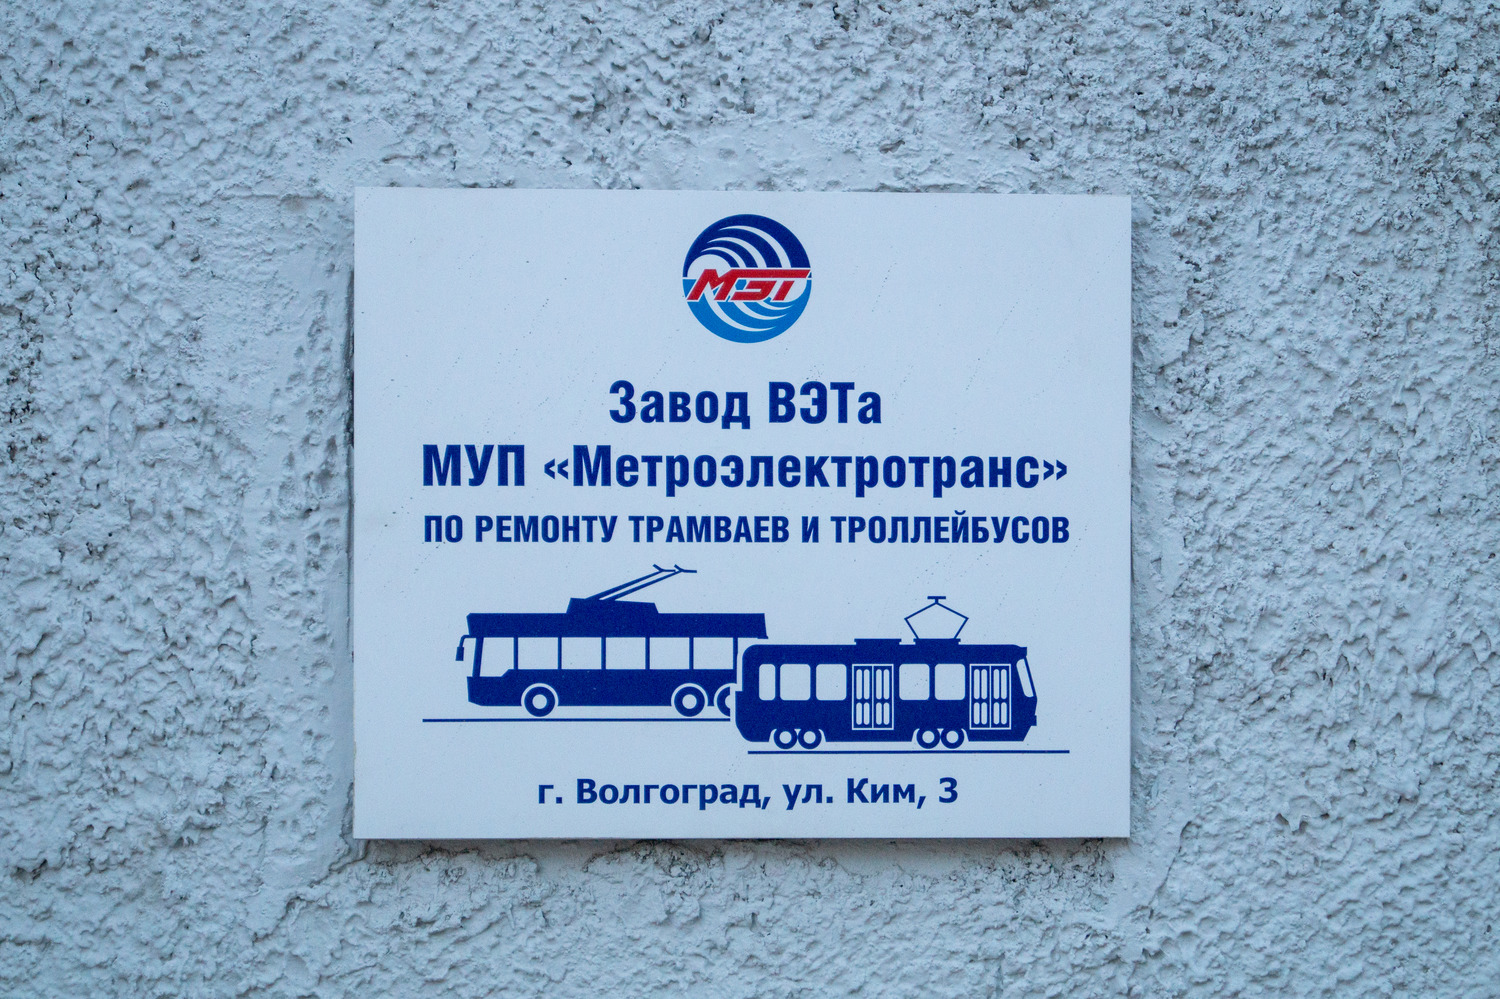 МЭТ
Завод ВЭТа
МУП «Метроэлектротранс»
ПО РЕМОНТУ ТРАМВАЕВ И ТРОЛЛЕЙБУСОВ
г. Волгоград, ул. Ким, 3